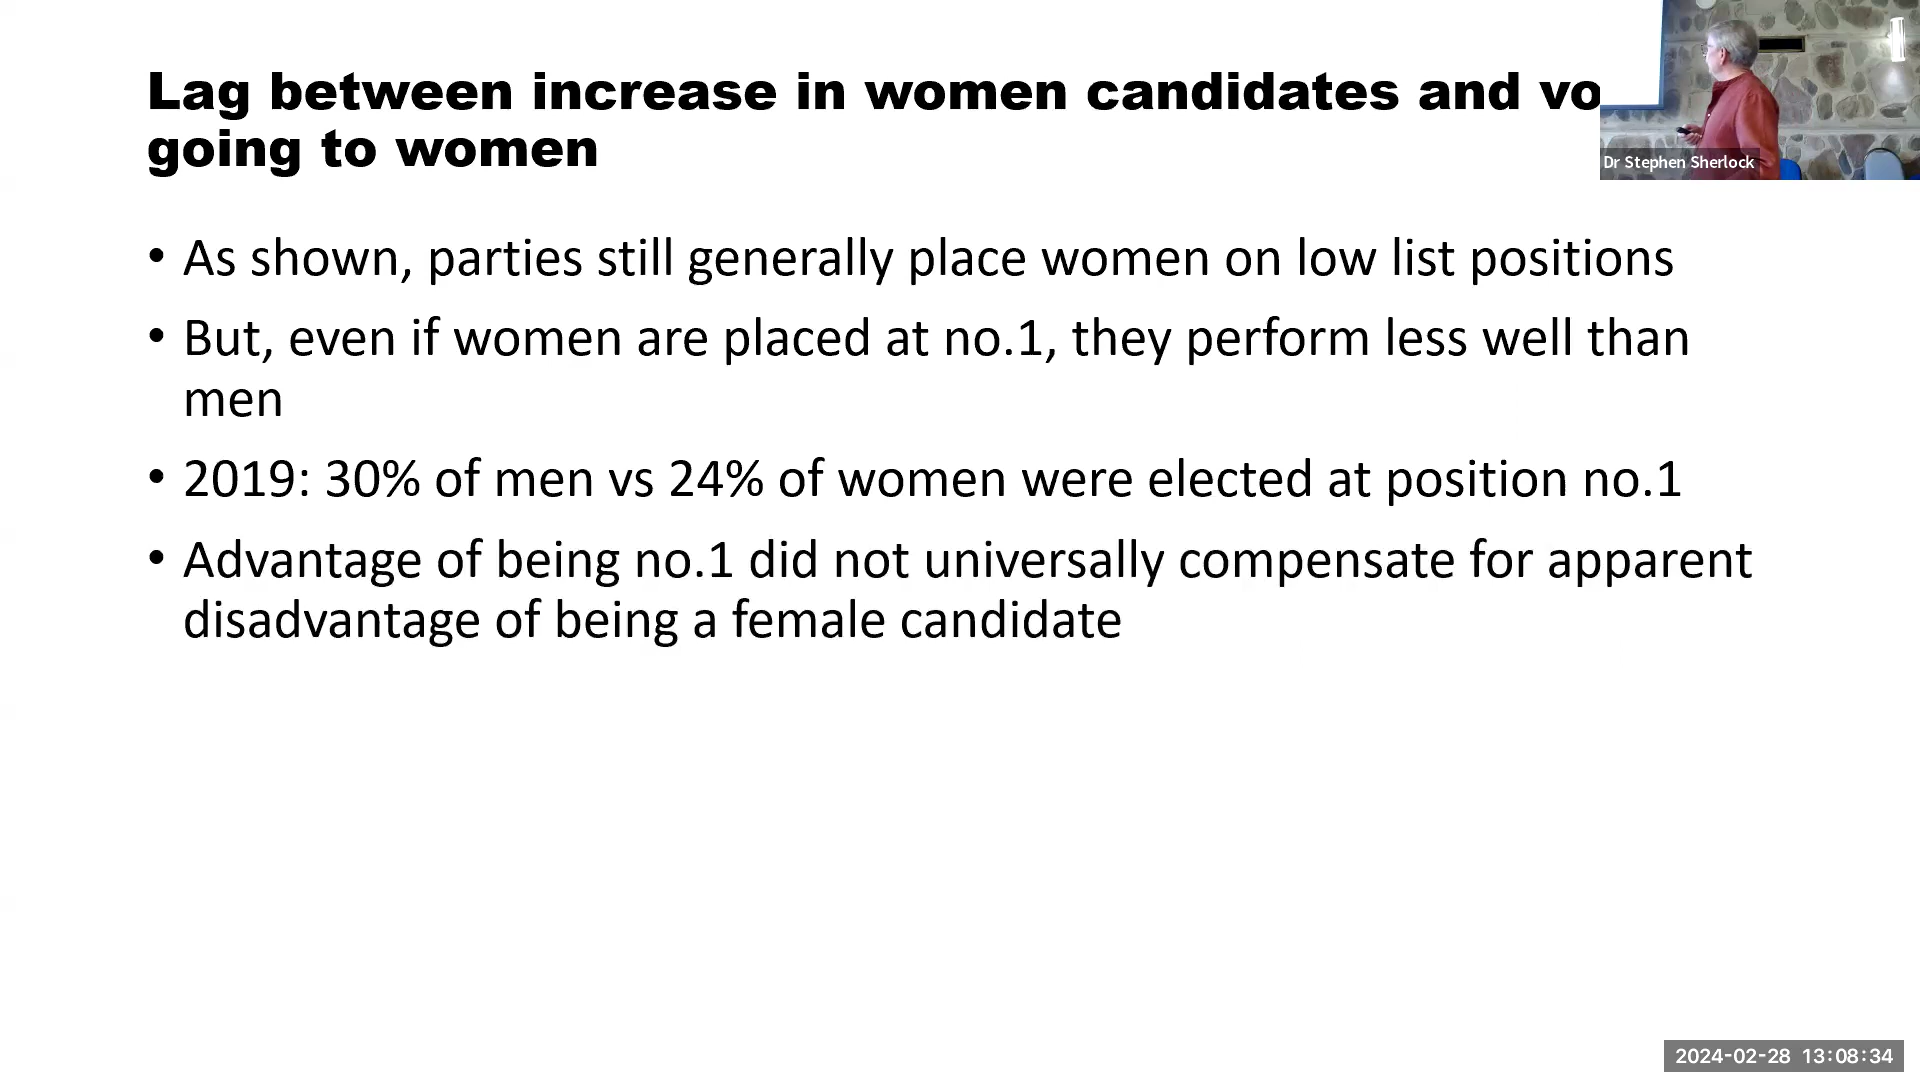 Lag between increase in women candidates and
going to women
• As shown, parties still generally place women on low list positions
• But, even if women are placed at no.1, they perform less well than
men
• 2019: 30% of men vs 24% of women were elected at position no.1
• Advantage of being no.1 did not universally compensate for apparent
disadvantage of being a female candidate
Dr Stephen Sherlock
2024-02-28 13:08:34